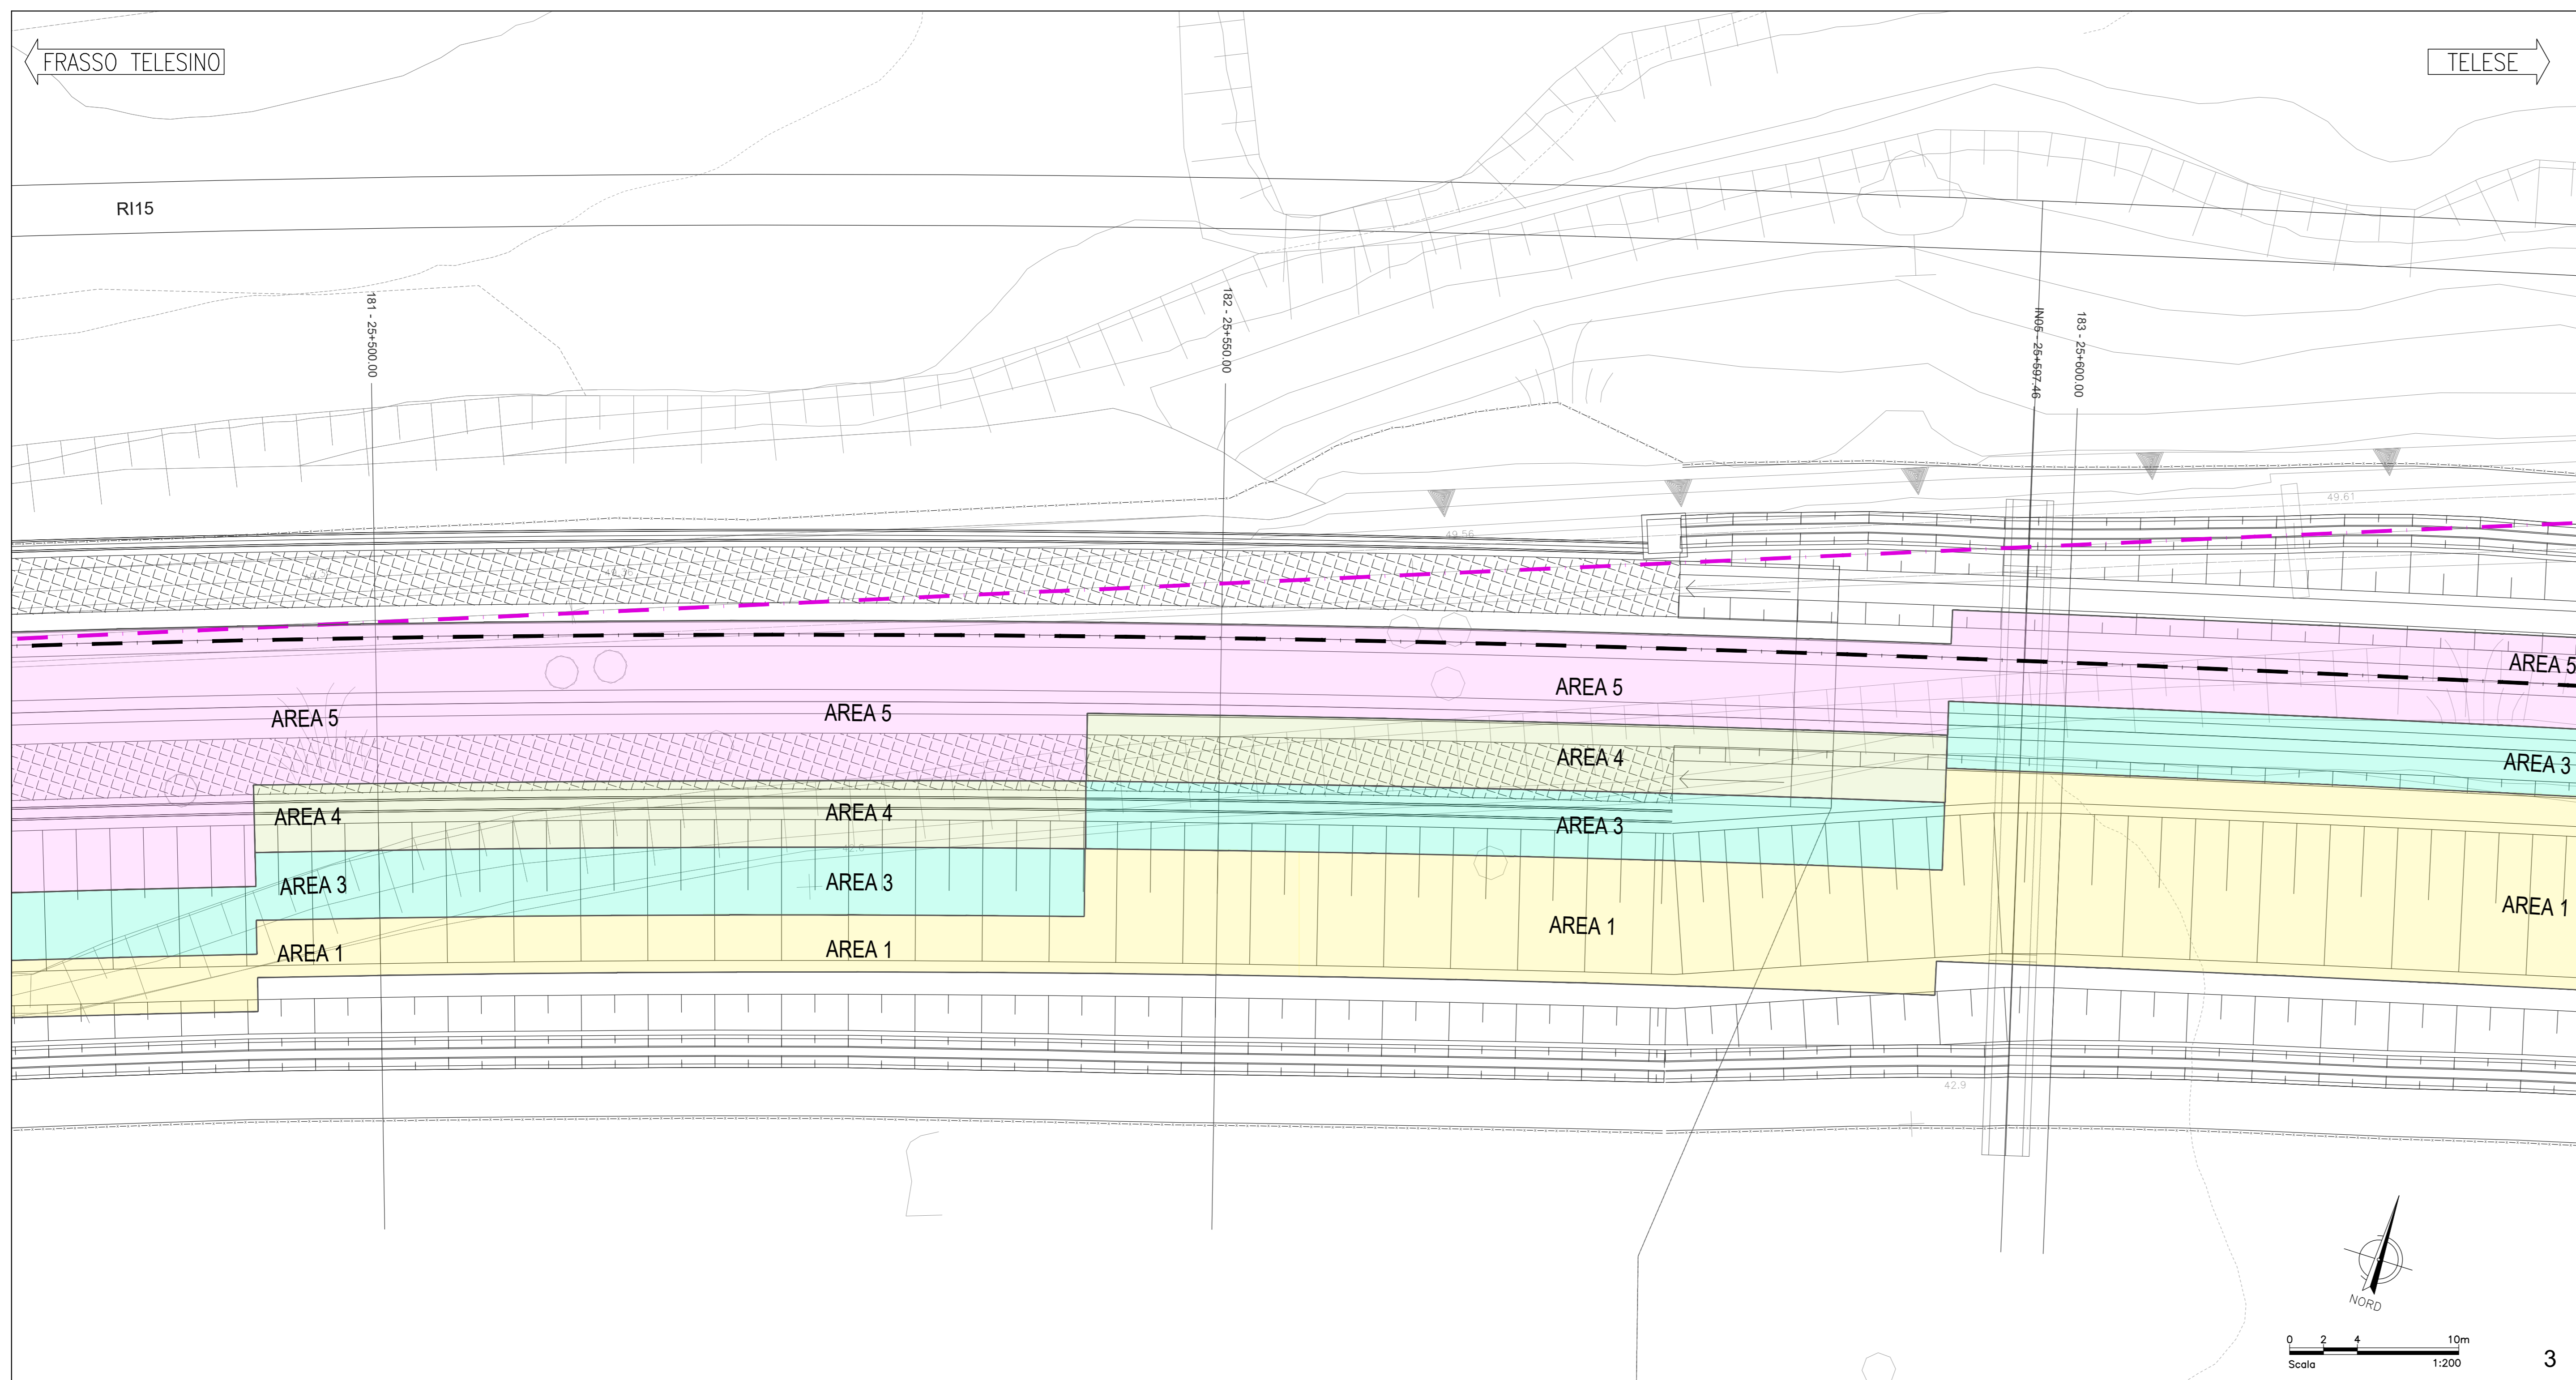 FRASSO TELESINO
TELESE
RI15
181 - 25+500.00
182 - 25+550.00
IN05 - 25+597.46
183 - 25+600.00
49.61
49.56
AREA 5
AREA 5
AREA 5
AREA 5
AREA 4
AREA 3
AREA 4
AREA 4
AREA 3
42.6
AREA 3
AREA 3
AREA 1
AREA 1
AREA 1
AREA 1
42.9
NORD
0 2 4 10m
Scala 1:200
3